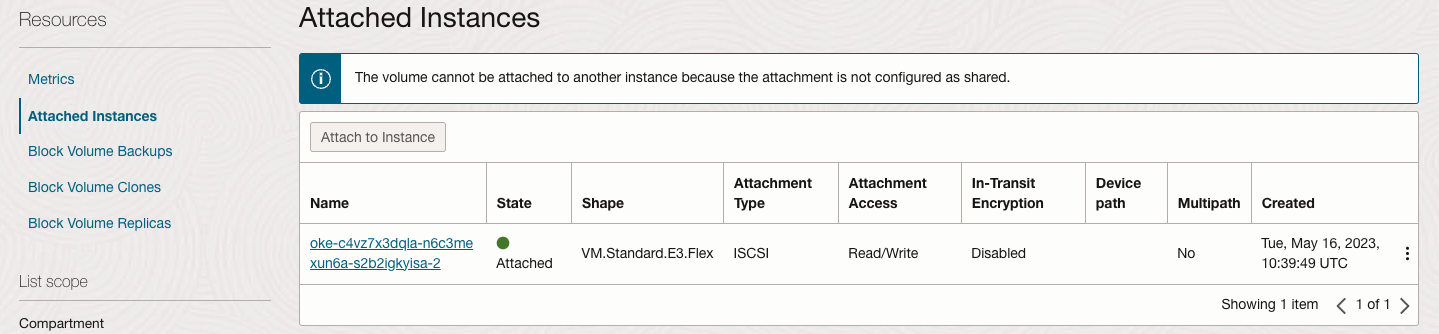 Resources
Metrics
Attached Instances
Block Volume Backups
Block Volume Clones
Block Volume Replicas
List scope
Compartment
Attached Instances
The volume cannot be attached to another instance because the attachment is not configured as shared.
Attach to Instance
Name
State
Shape
Attachment
Type
Attachment
Access
In-Transit
Encryption
Device
path
Multipath
Created
oke-c4vz7x3dqla-n6c3me
xun6a-s2b2igkyisa-2
Attached
VM.Standard.E3.Flex
ISCSI
Read/Write
Disabled
No
Tue, May 16, 2023,
10:39:49 UTC
Showing 1 item
1 of 1